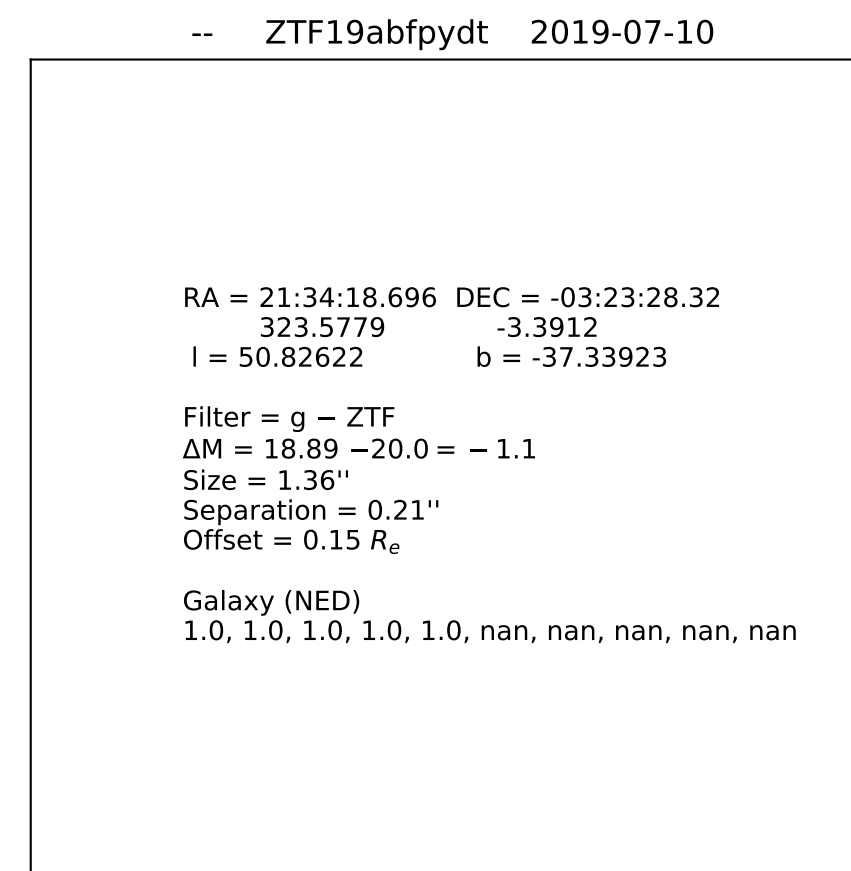 -- ZTF19abfpydt 2019-07-10
RA = 21:34:18.696 DEC = -03:23:28.32
323.5779 -3.3912
l = 50.82622 b = -37.33923
Filter = g − ZTF
ΔM = 18.89 −20.0 = − 1.1
Size = 1.36''
Separation = 0.21''
Offset = 0.15 Re
Galaxy (NED)
1.0, 1.0, 1.0, 1.0, 1.0, nan, nan, nan, nan, nan